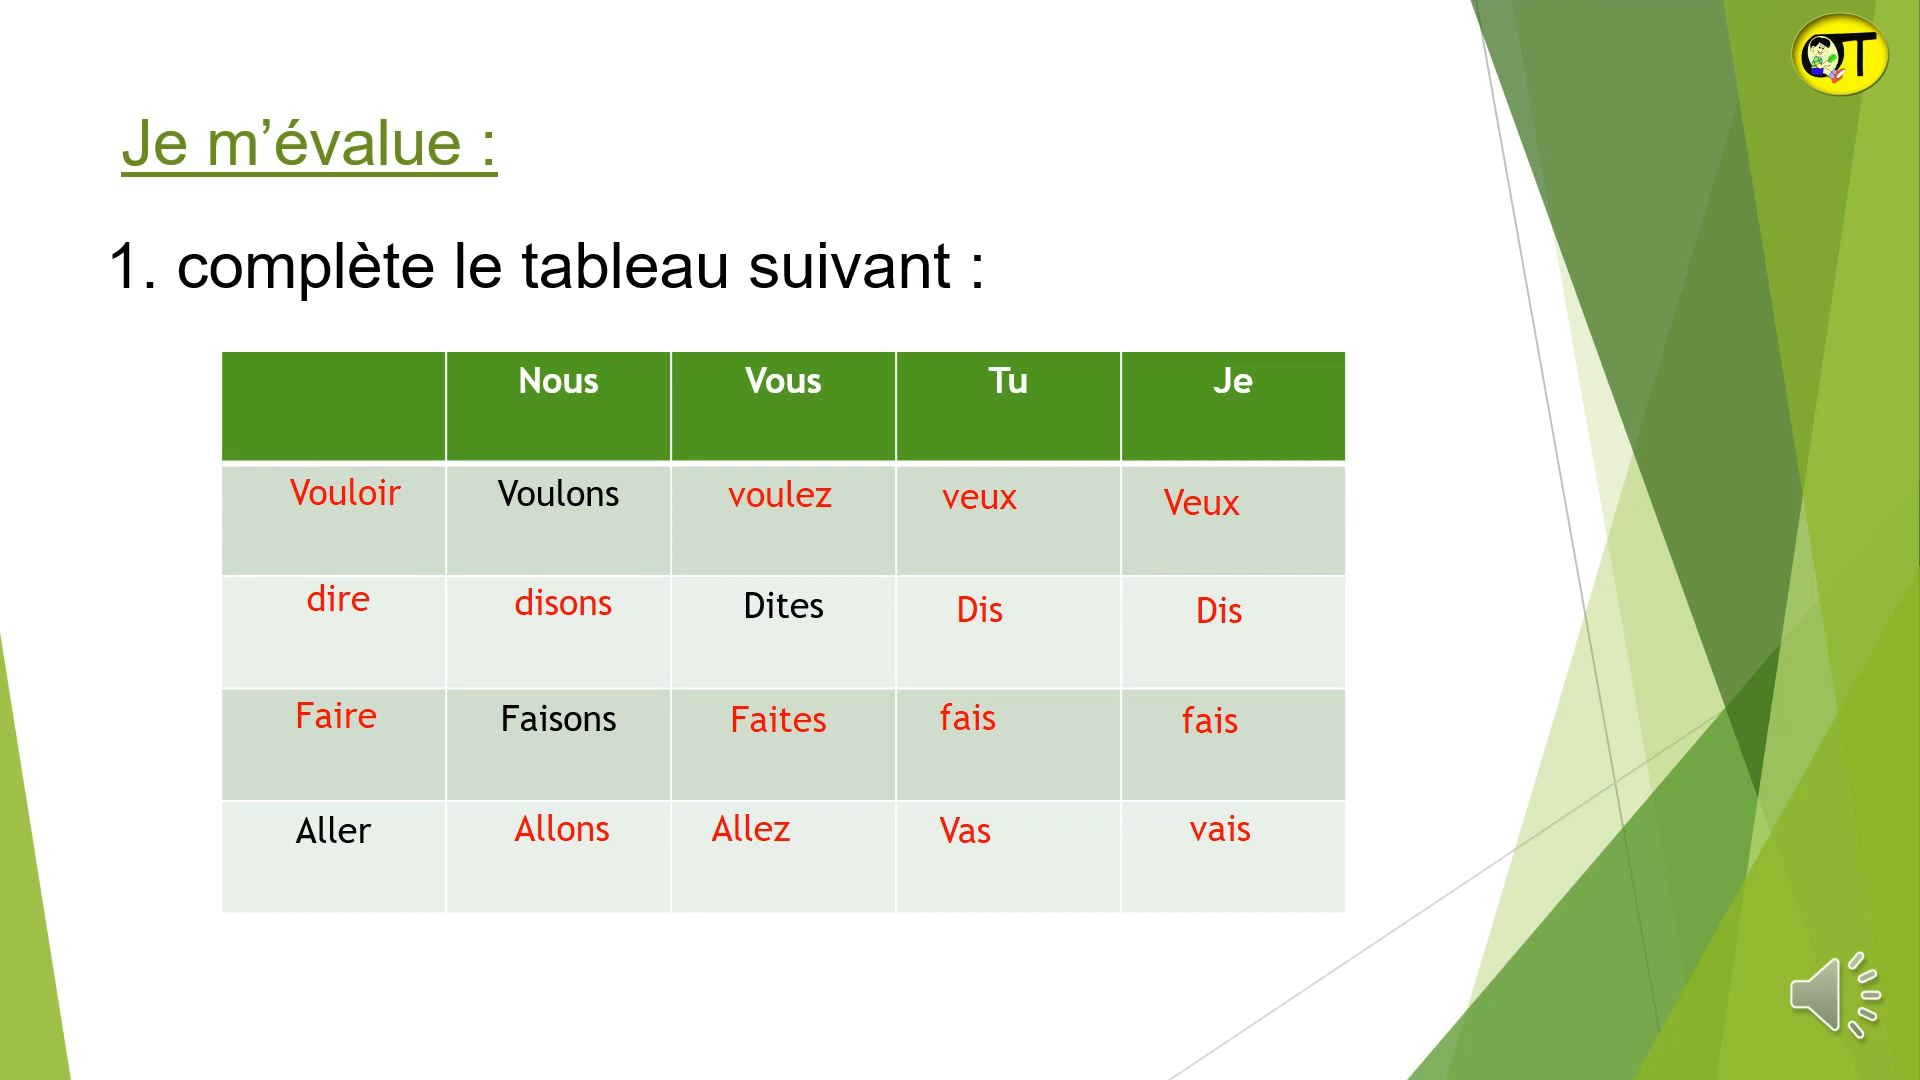 Je m’évalue :
1. complète le tableau suivant :
Nous Vous Tu Je
Vouloir Voulons voulez veux Veux
dire disons Dites Dis Dis
Faire Faisons Faites fais fais
Aller Allons Allez Vas vais